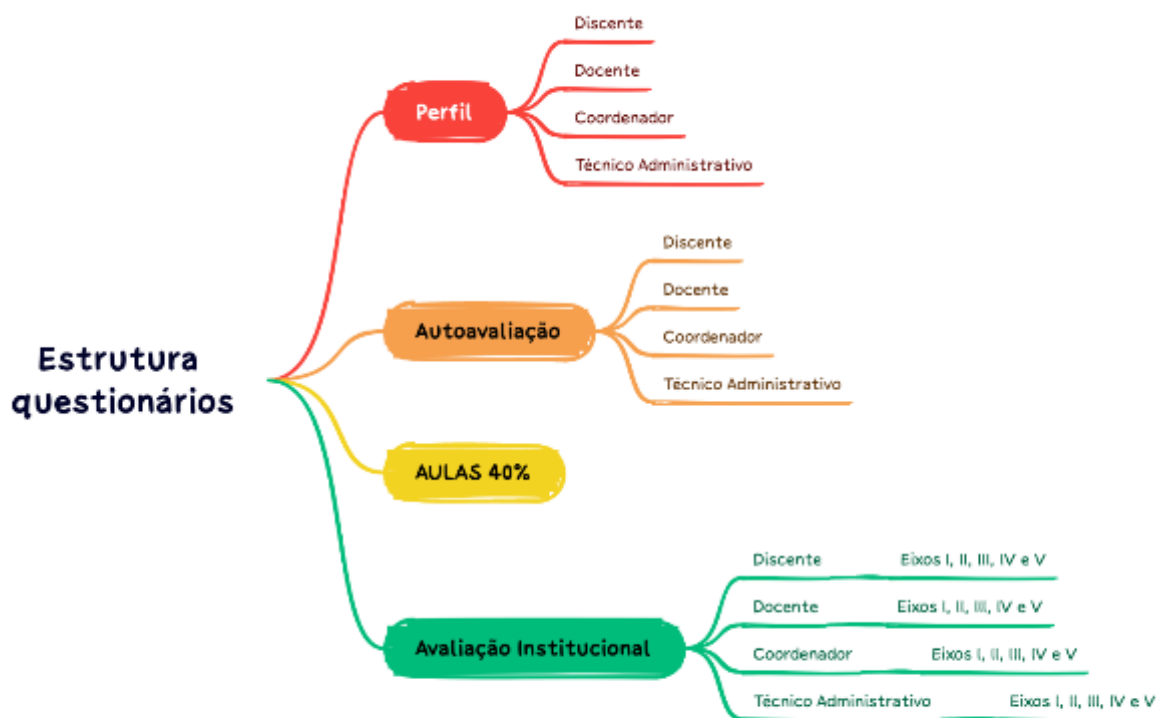 Estrutura
questionários
Perfil
Discente
Docente
Coordenador
Técnico Administrativo
Autoavaliação
Discente
Docente
Coordenador
Técnico Administrativo
AULAS 40%
Avaliação Institucional
Discente Eixos I, II, III, IV e V
Docente Eixos I, II, III, IV e V
Coordenador Eixos I, II, III, IV e V
Técnico Administrativo Eixos I, II, III, IV e V